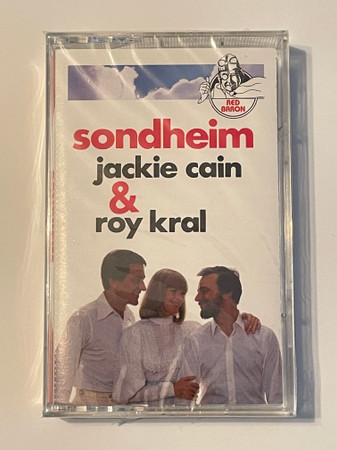 RED
BARON
sondheim
jackie cain
&
roy kral